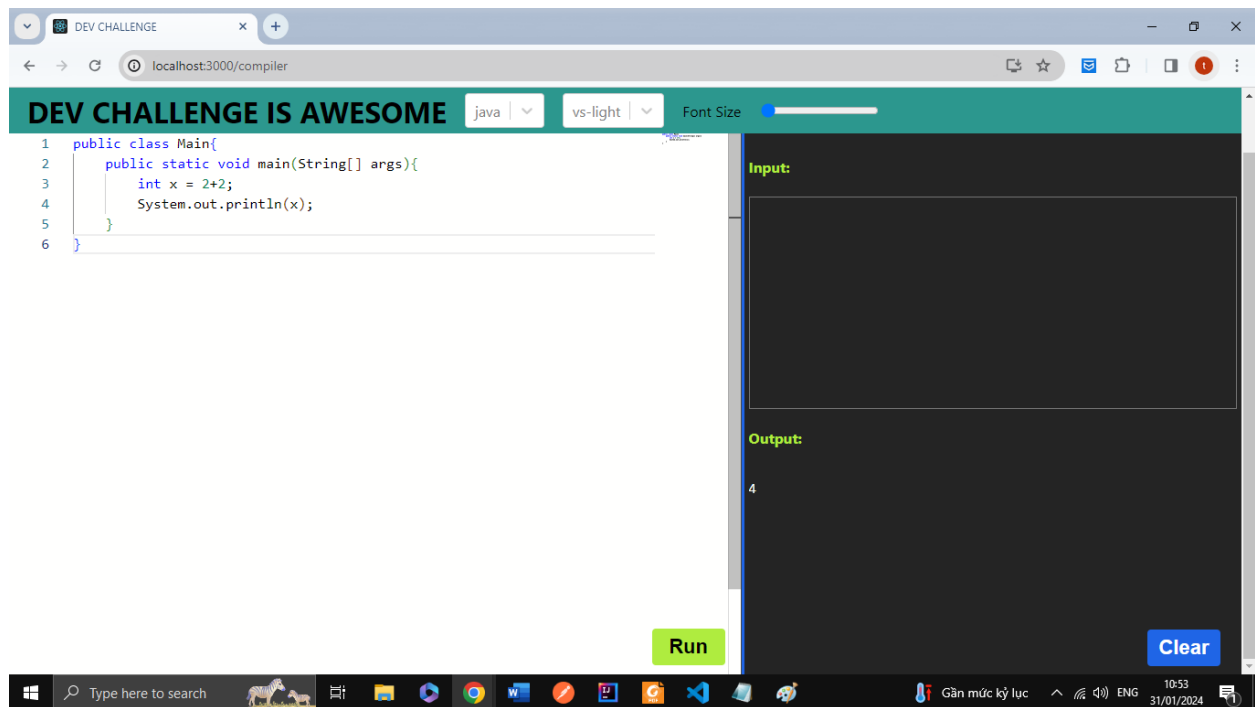 DEV CHALLENGE
localhost:3000/compiler
t
DEV CHALLENGE IS AWESOME
java
vs-light
Font Size
1 public class Main{
2 public static void main(String[] args){
3 int x = 2+2;
4 System.out.println(x);
5 }
6 }
Input:
Output:
4
Run
Clear
Type here to search
Gần mức kỷ lục
ENG
10:53
31/01/2024
1